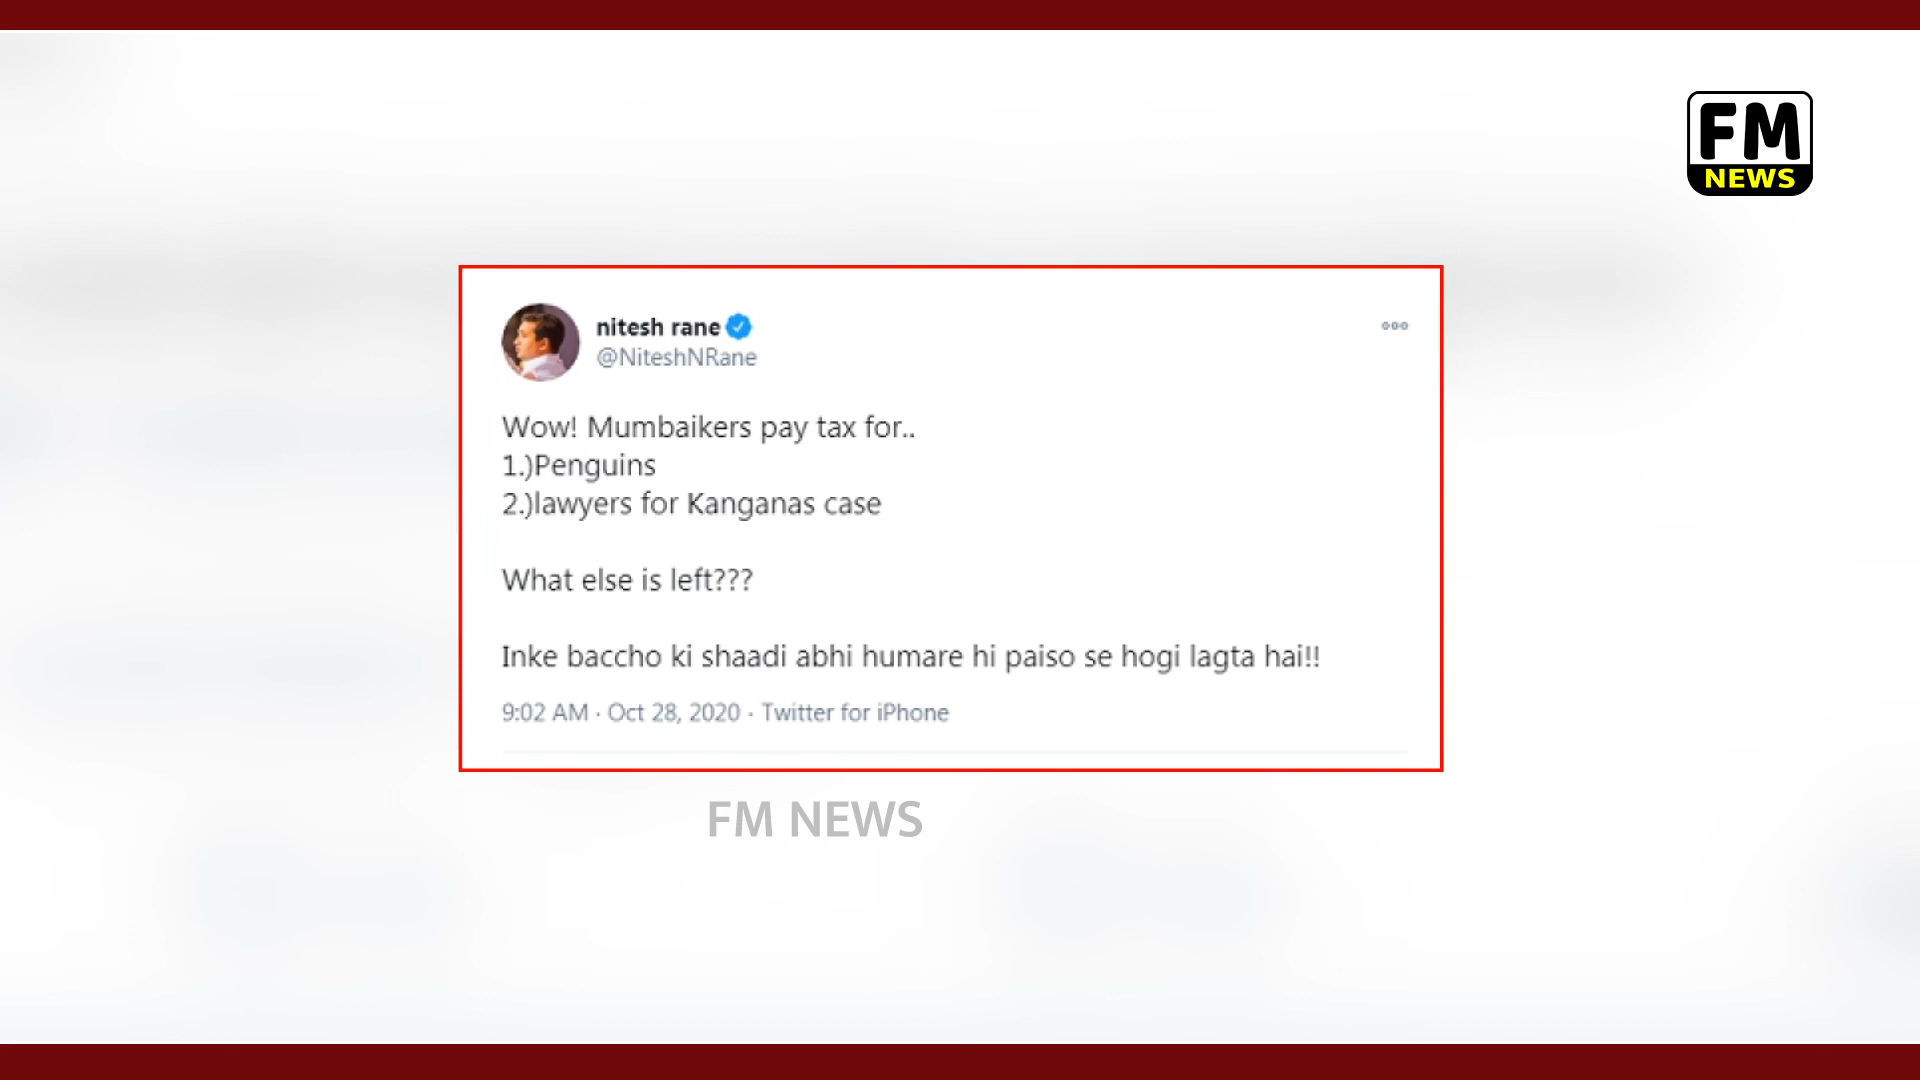 FM
NEWS
nitesh rane
@NiteshNRane
Wow! Mumbaikers pay tax for..
1.)Penguins
2.)lawyers for Kanganas case
What else is left???
Inke baccho ki shaadi abhi humare hi paiso se hogi lagta hai!!
9:02 AM · Oct 28, 2020 · Twitter for iPhone
FM NEWS